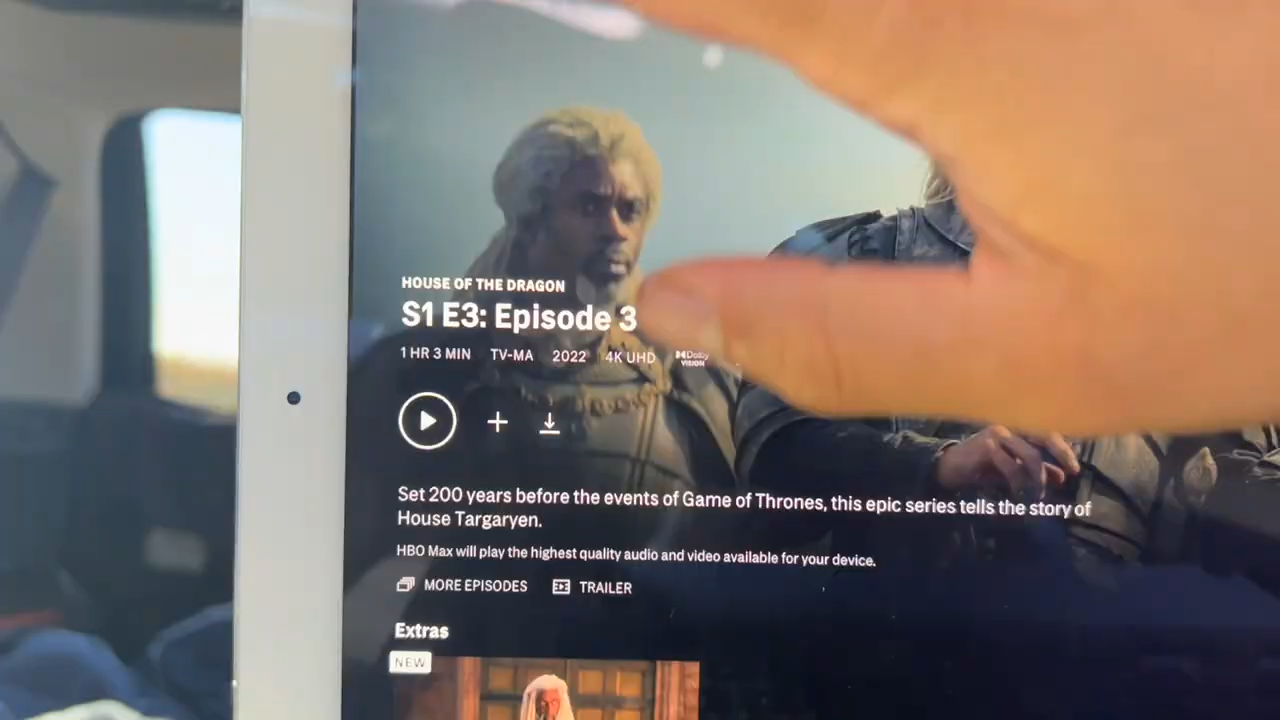 HOUSE OF THE DRAGON
S1 E3: Episode 3
1 HR 3 MIN TV-MA 2022 4K UHD Dolby VISION
Set 200 years before the events of Game of Thrones, this epic series tells the story of
House Targaryen.
HBO Max will play the highest quality audio and video available for your device.
MORE EPISODES TRAILER
Extras
NEW